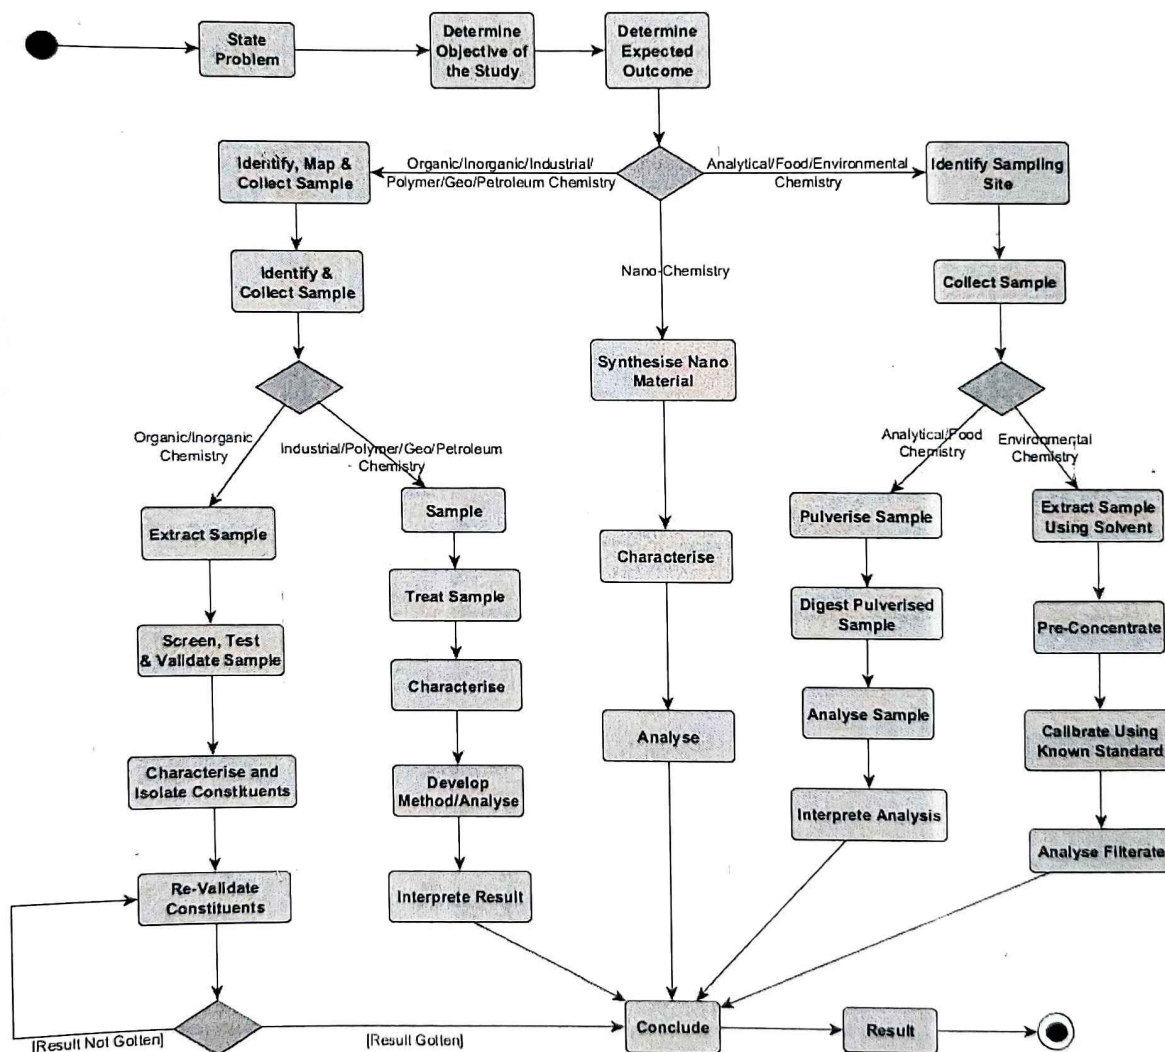 State
Problem
Determine
Objective of
the Study
Determine
Expected
Outcome
Identify, Map &
Collect Sample
Organic/Inorganic/Industrial/
Polymer/Geo/Petroleum Chemistry
Analytical/Food/Environmental
Chemistry
Identify Sampling
Site
Identify &
Collect Sample
Nano-Chemistry
Collect Sample
Synthesise Nano
Material
Organic/Inorganic
Chemistry
Industrial/Polymer/Geo/Petroleum
Chemistry
Analytical/Food
Chemistry
Enviromental
Chemistry
Extract Sample
Sample
Characterise
Pulverise Sample
Extract Sample
Using Solvent
Screen, Test
& Validate Sample
Treat Sample
Digest Pulverised
Sample
Pre-Concentrate
Characterise and
Isolate Constituents
Characterise
Analyse
Analyse Sample
Calibrate Using
Known Standard
Re-Validate
Constituents
Develop
Method/Analyse
Interprete Analysis
Analyse Filterate
Interprete Result
[Result Not Gotten]
[Result Gotten]
Conclude
Result